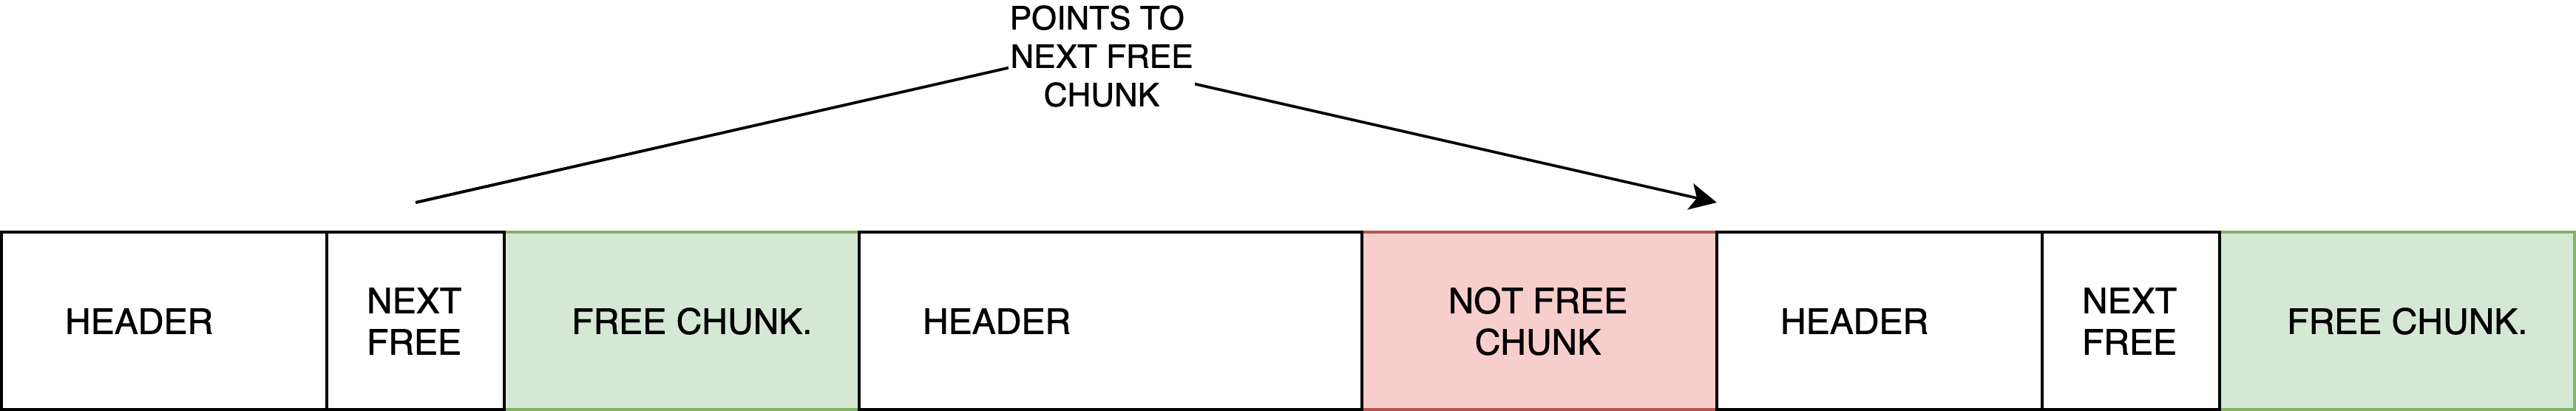 POINTS TO
NEXT FREE
CHUNK
HEADER
NEXT
FREE
FREE CHUNK.
HEADER
NOT FREE
CHUNK
HEADER
NEXT
FREE
FREE CHUNK.